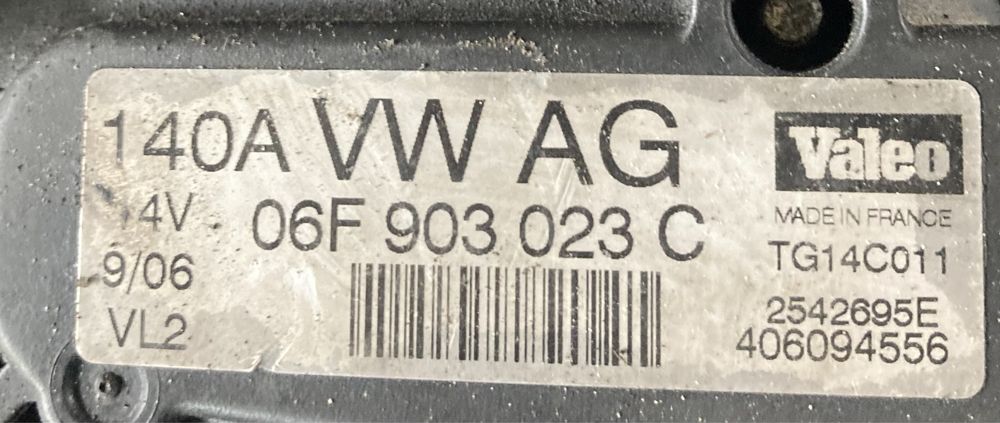 140A VW AG
Valeo
14V 06F 903 023 C
MADE IN FRANCE
9/06
TG14C011
VL2
2542695E
406094556